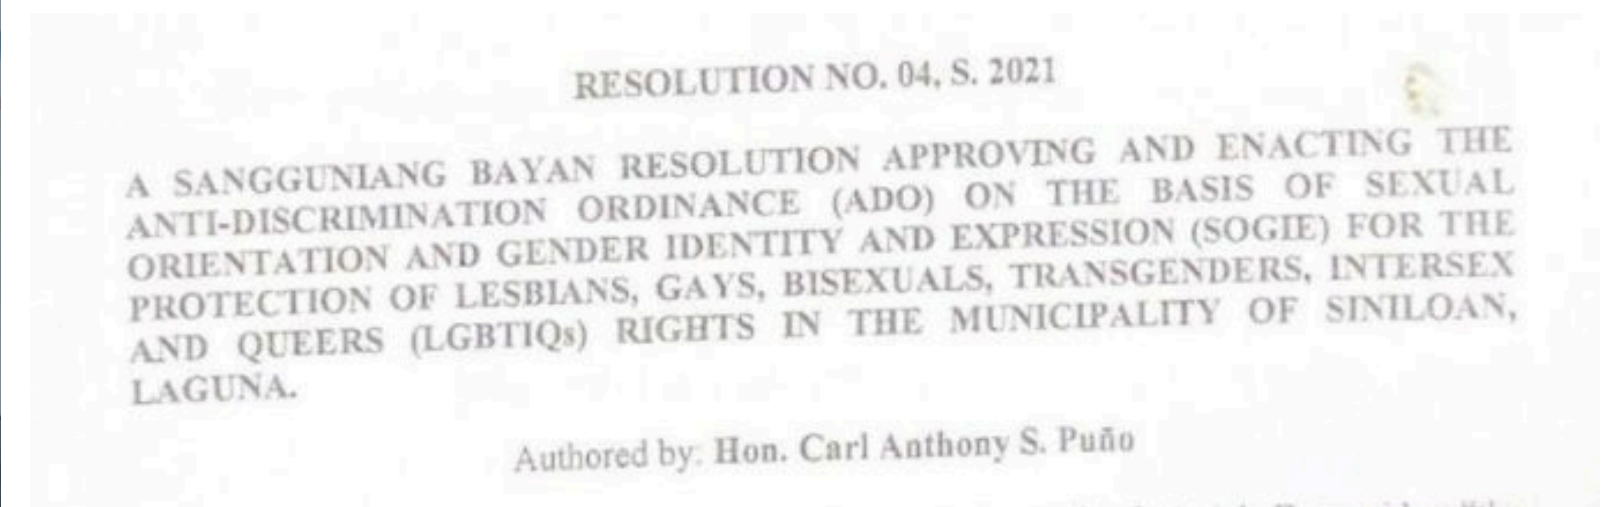 RESOLUTION NO. 04, S. 2021
A SANGGUNIANG BAYAN RESOLUTION APPROVING AND ENACTING THE
ANTI-DISCRIMINATION ORDINANCE (ADO) ON THE BASIS OF SEXUAL
ORIENTATION AND GENDER IDENTITY AND EXPRESSION (SOGIE) FOR THE
PROTECTION OF LESBIANS, GAYS, BISEXUALS, TRANSGENDERS, INTERSEX
AND QUEERS (LGBTIQs) RIGHTS IN THE MUNICIPALITY OF SINILOAN,
LAGUNA.
Authored by: Hon. Carl Anthony S. Puño